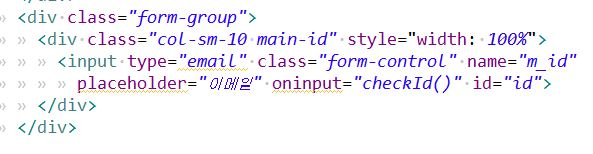 <div class="form-group">
<div class="col-sm-10 main-id" style="width: 100%">
<input type="email" class="form-control" name="m_id"
placeholder="이메일" oninput="checkId()" id="id">
</div>
</div>